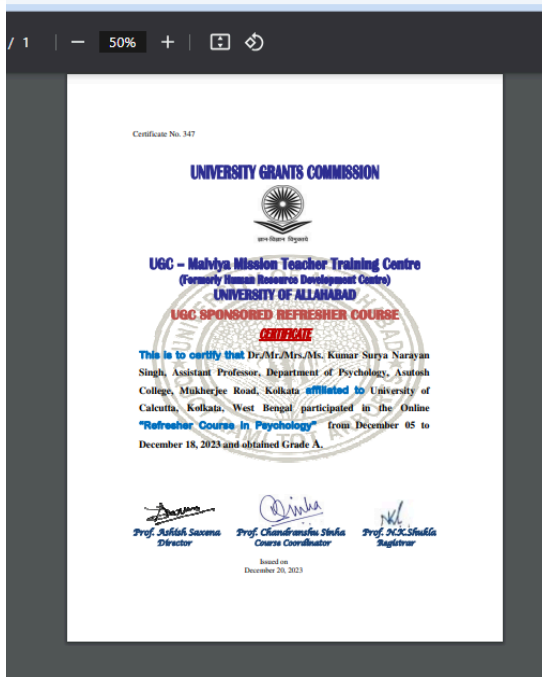 / 1
50%
Certificate No. 347
UNIVERSITY GRANTS COMMISSION
ज्ञान-विज्ञान विमुक्तये
UGC – Malviya Mission Teacher Training Centre
(Formerly Human Resource Development Centre)
UNIVERSITY OF ALLAHABAD
UGC SPONSORED REFRESHER COURSE
CERTIFICATE
This is to certify that Dr./Mr./Mrs./Ms. Kumar Surya Narayan
Singh, Assistant Professor, Department of Psychology, Asutosh
College, Mukherjee Road, Kolkata affiliated to University of
Calcutta, Kolkata, West Bengal participated in the Online
"Refresher Course in Psychology" from December 05 to
December 18, 2023 and obtained Grade A.
Prof. Ashish Saxena
Prof. Chandranshu Sinha
Prof. N.K.Shukla
Director
Course Coordinator
Registrar
Issued on
December 20, 2023